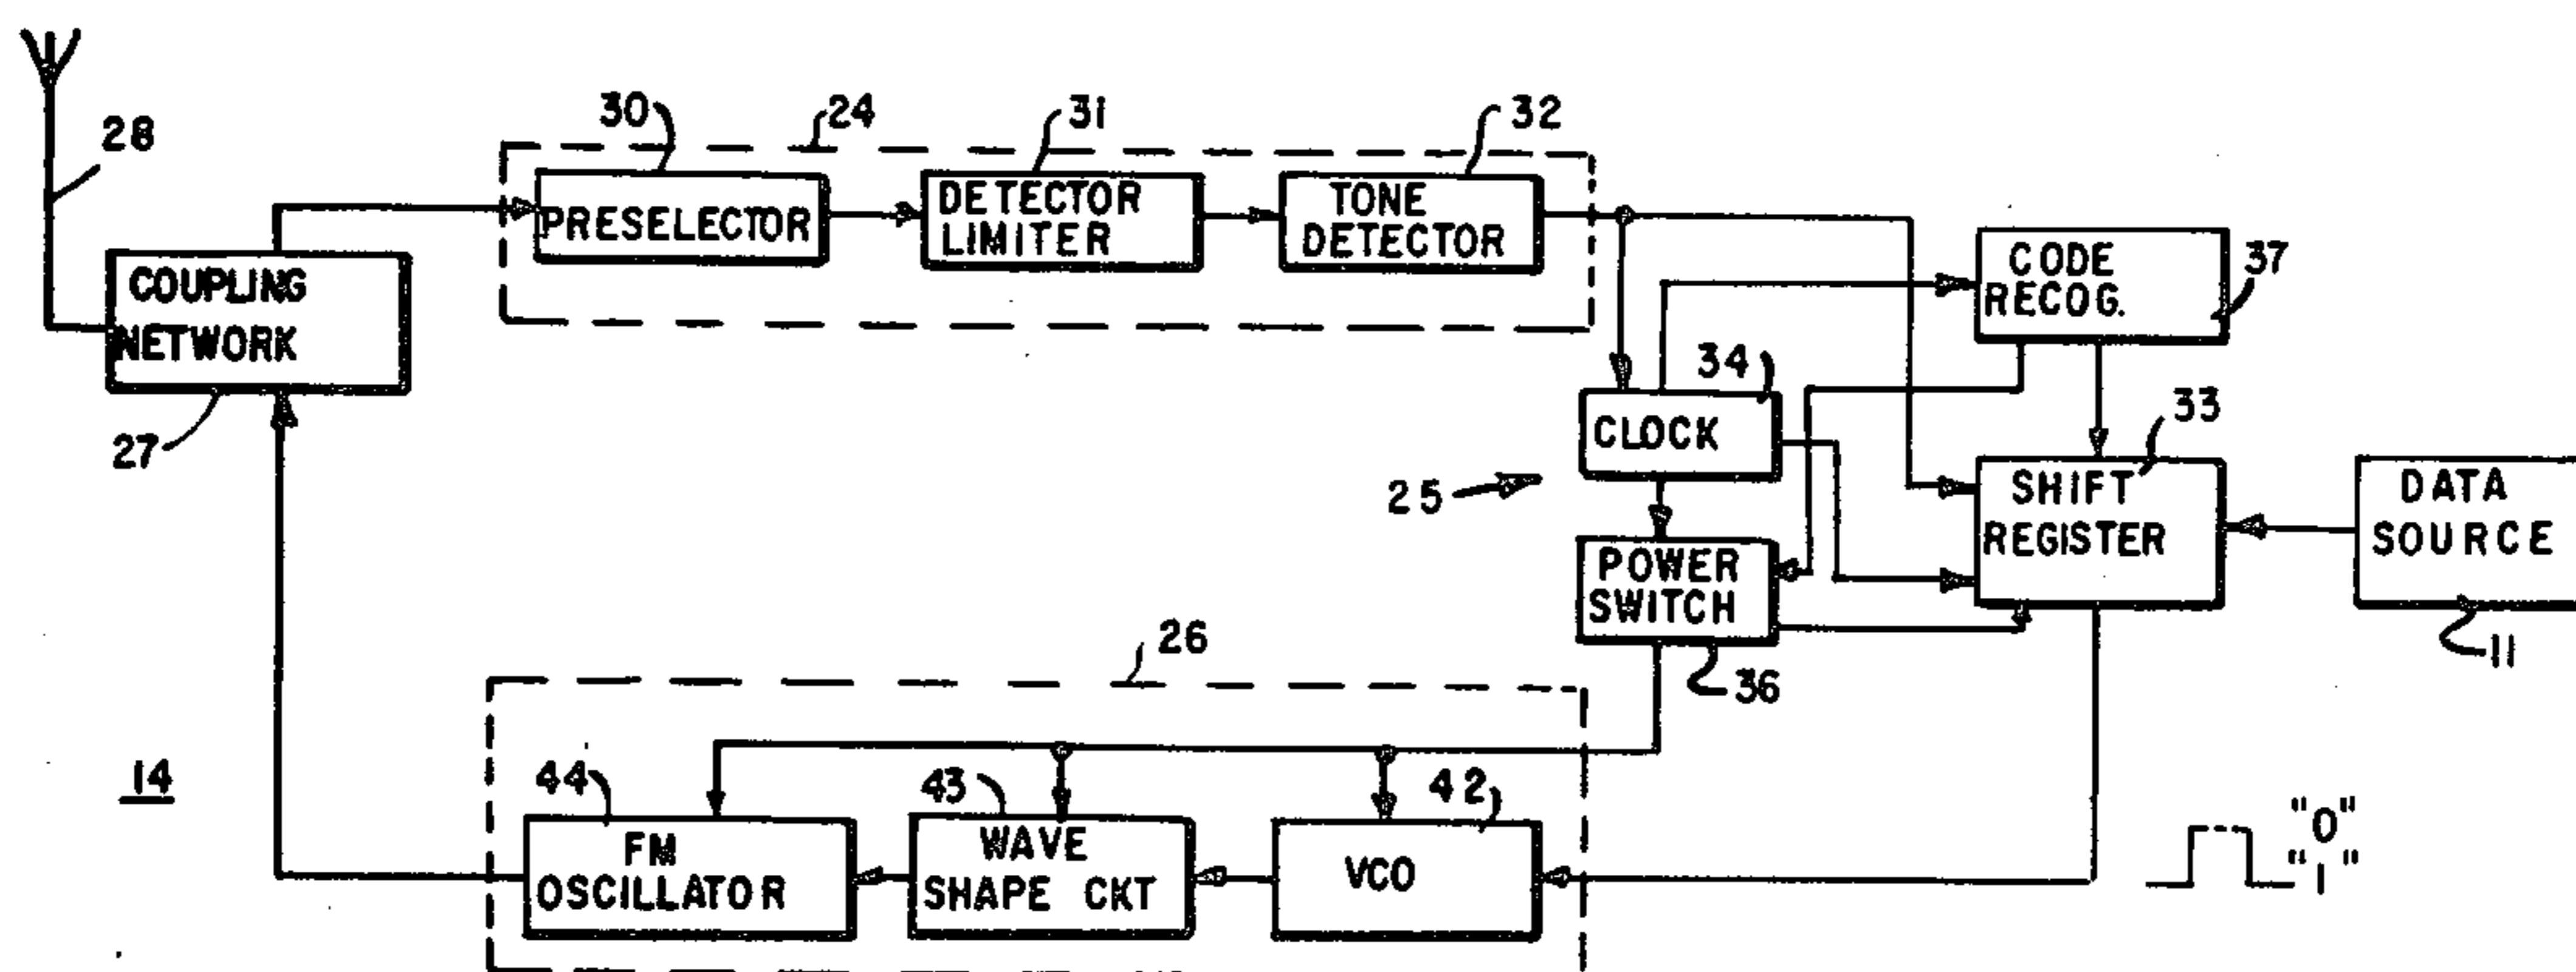 28
30
24
31
32
PRESELECTOR
DETECTOR
LIMITER
TONE
DETECTOR
COUPLING
NETWORK
27
CODE
RECOG.
37
34
CLOCK
33
25
SHIFT
REGISTER
DATA
SOURCE
11
POWER
SWITCH
36
26
14
44
43
42
FM
OSCILLATOR
WAVE
SHAPE CKT
VCO
"0"
"1"